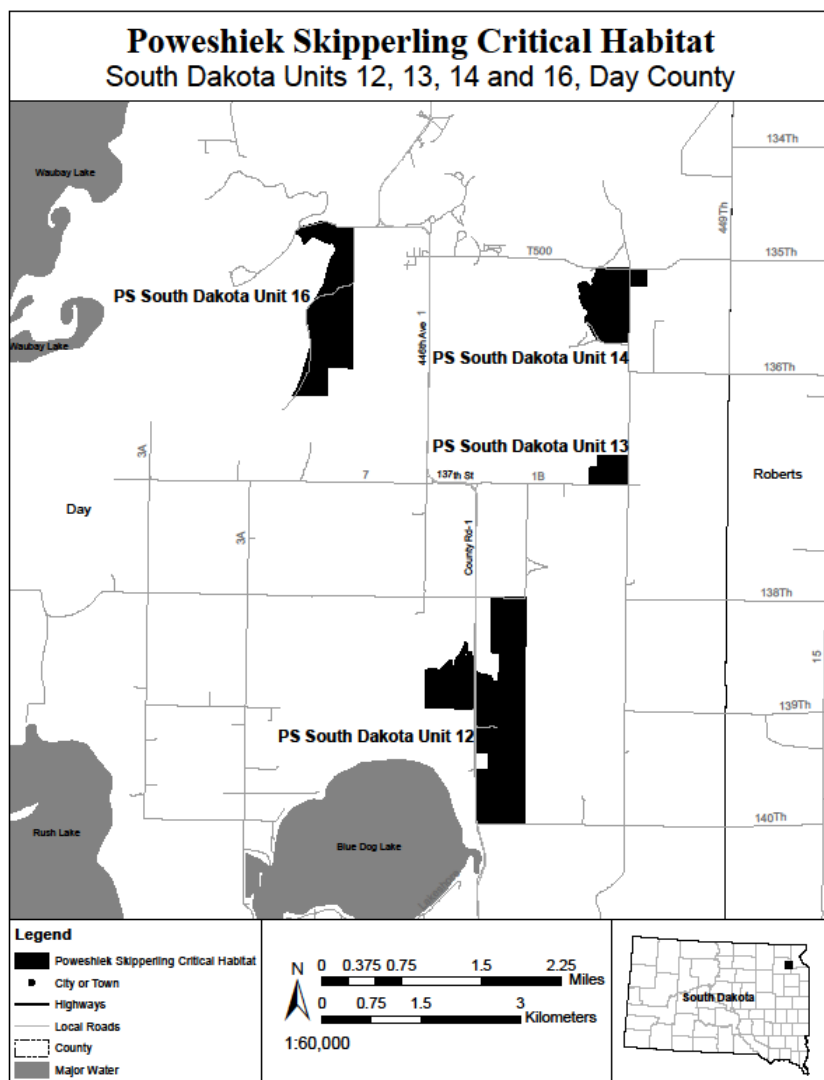 Poweshiek Skipperling Critical Habitat
South Dakota Units 12, 13, 14 and 16, Day County
134Th
Waubay Lake
449Th
T500
135Th
PS South Dakota Unit 16
446th Ave 1
Waubay Lake
PS South Dakota Unit 14
136Th
PS South Dakota Unit 13
3A
7
137th St
1B
Roberts
Day
3A
County Rd-1
138Th
15
139Th
PS South Dakota Unit 12
140Th
Rush Lake
Blue Dog Lake
Legend
Poweshiek Skipperling Critical Habitat
City or Town
Highways
Local Roads
County
Major Water
N
0 0.375 0.75 1.5 2.25
Miles
0 0.75 1.5 3
Kilometers
1:60,000
South Dakota